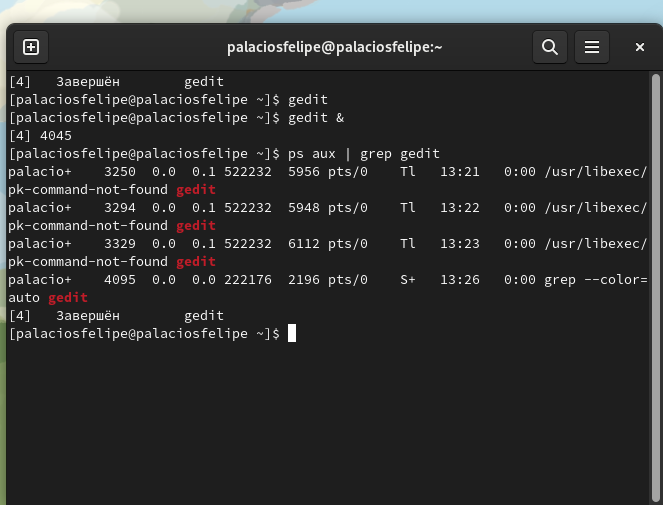 palaciosfelipe@palaciosfelipe:~
[4]   Завершён        gedit
[palaciosfelipe@palaciosfelipe ~]$ gedit
[palaciosfelipe@palaciosfelipe ~]$ gedit &
[4] 4045
[palaciosfelipe@palaciosfelipe ~]$ ps aux | grep gedit
palacio+    3250  0.0  0.1 522232  5956 pts/0    Tl   13:21   0:00 /usr/libexec/
pk-command-not-found gedit
palacio+    3294  0.0  0.1 522232  5948 pts/0    Tl   13:22   0:00 /usr/libexec/
pk-command-not-found gedit
palacio+    3329  0.0  0.1 522232  6112 pts/0    Tl   13:23   0:00 /usr/libexec/
pk-command-not-found gedit
palacio+    4095  0.0  0.0 222176  2196 pts/0    S+   13:26   0:00 grep --color=
auto gedit
[4]   Завершён        gedit
[palaciosfelipe@palaciosfelipe ~]$